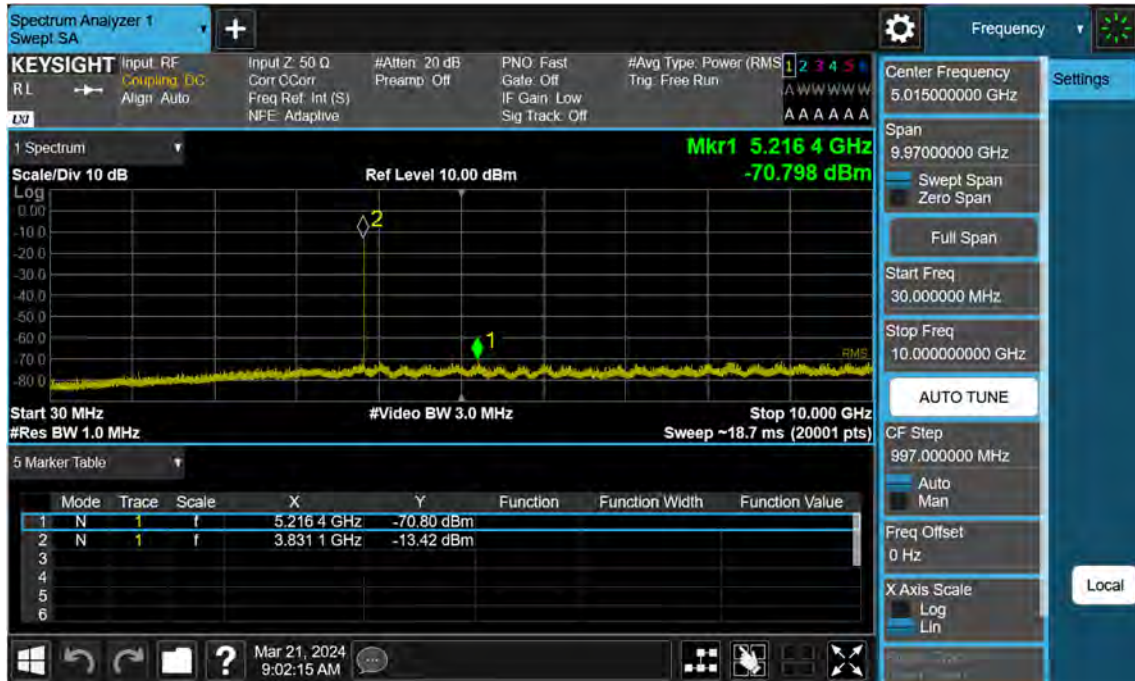 Spectrum Analyzer 1
Swept SA
+
Frequency
KEYSIGHT
RL
LXI
Input: RF
Coupling: DC
Align: Auto
Input Z: 50 Ω
Corr CCorr
Freq Ref: Int (S)
NFE: Adaptive
#Atten: 20 dB
Preamp: Off
PNO: Fast
Gate: Off
IF Gain: Low
Sig Track: Off
#Avg Type: Power (RMS
Trig: Free Run
1 2 3 4 5 6
A W W W W W
A A A A A A
Center Frequency
5.015000000 GHz
Settings
1 Spectrum
Scale/Div 10 dB
Ref Level 10.00 dBm
Mkr1 5.216 4 GHz
-70.798 dBm
Log
0.00
-10.0
-20.0
-30.0
-40.0
-50.0
-60.0
-70.0
-80.0
2
1
RMS
Start 30 MHz
#Res BW 1.0 MHz
#Video BW 3.0 MHz
Stop 10.000 GHz
Sweep ~18.7 ms (20001 pts)
Span
9.97000000 GHz
Swept Span
Zero Span
Full Span
Start Freq
30.000000 MHz
Stop Freq
10.000000000 GHz
AUTO TUNE
CF Step
997.000000 MHz
Auto
Man
Freq Offset
0 Hz
X Axis Scale
Log
Lin
Local
5 Marker Table
Mode Trace Scale X Y Function Function Width Function Value
1 N 1 f 5.216 4 GHz -70.80 dBm
2 N 1 f 3.831 1 GHz -13.42 dBm
3
4
5
6
?
Mar 21, 2024
9:02:15 AM